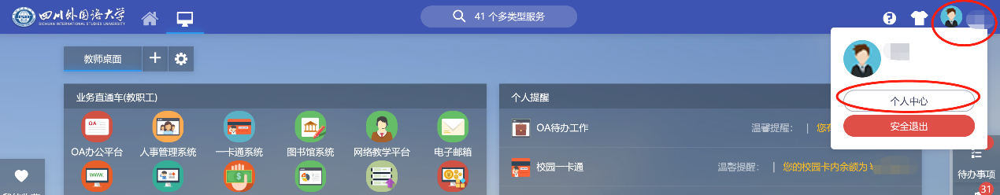 四川外国语大学
SICHUAN INTERNATIONAL STUDIES UNIVERSITY
41 个多类型服务
教师桌面
个人中心
安全退出
业务直通车(教职工)
OA
OA办公平台
人事管理系统
一卡通系统
图书馆系统
网络教学平台
电子邮箱
WWW.
个人提醒
OA待办工作
温馨提醒: |
校园一卡通
温馨提醒: | 您的校园卡内余额为
待办事项
31